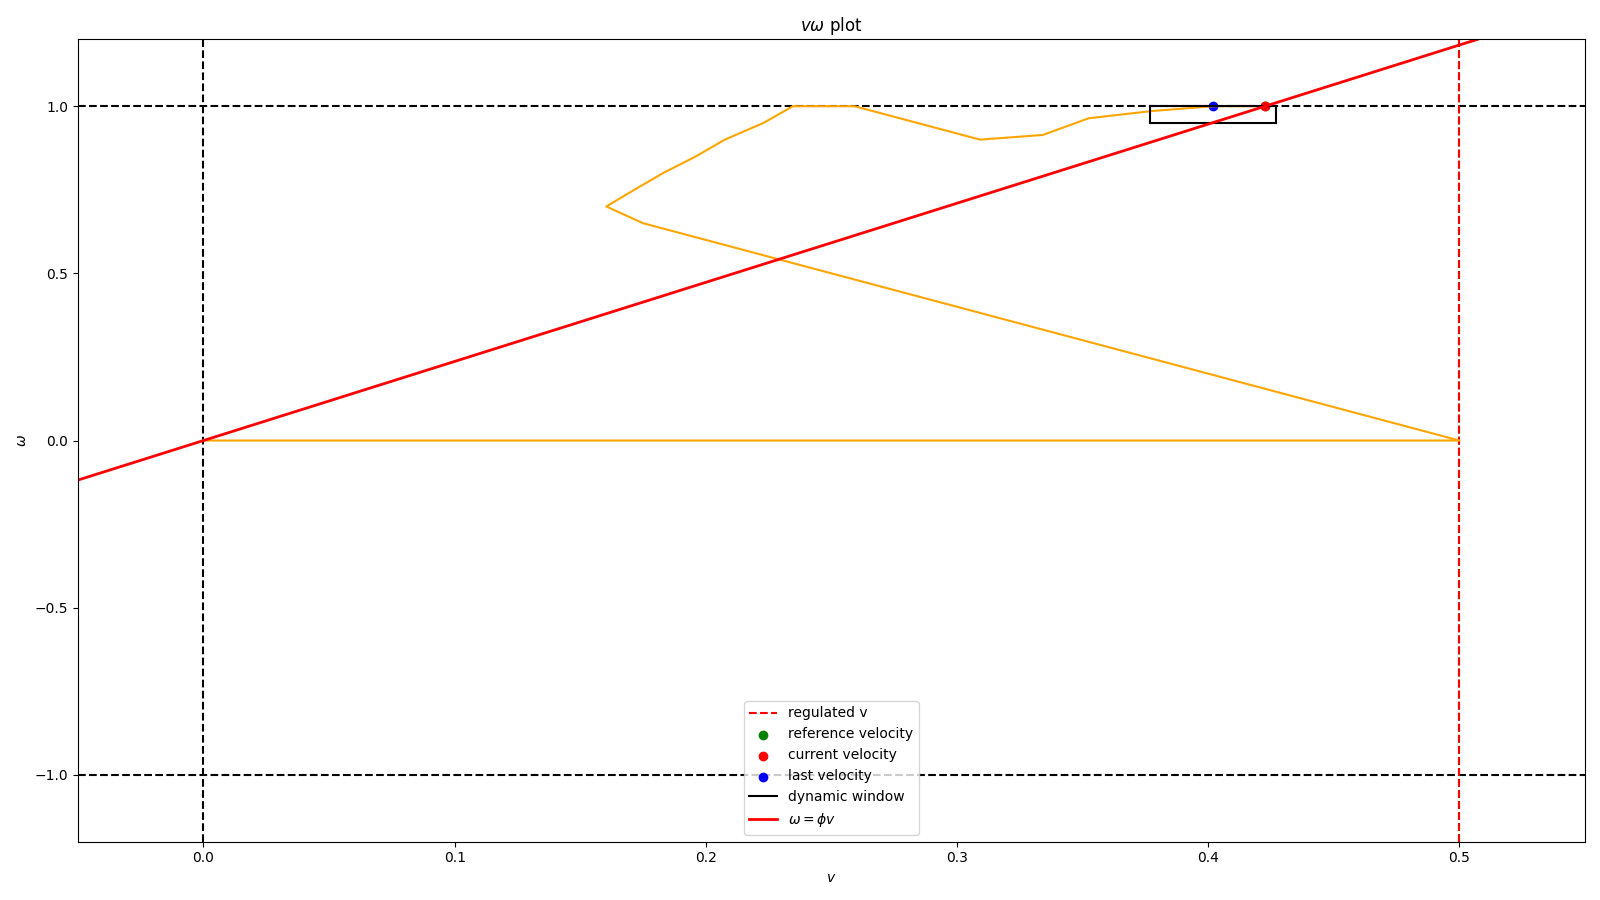 vω plot
1.0
0.5
0.0
−0.5
−1.0
ω
0.0 0.1 0.2 0.3 0.4 0.5
v
regulated v
reference velocity
current velocity
last velocity
dynamic window
ω = ϕv